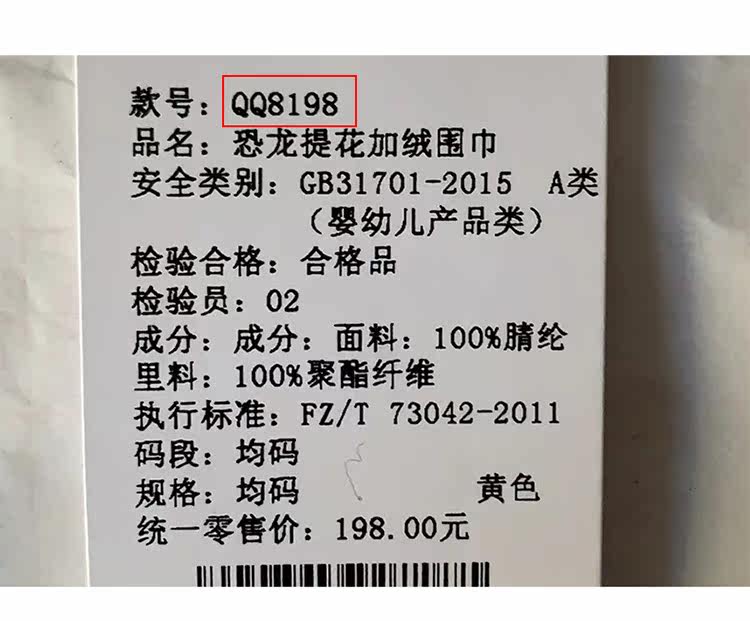 款号：QQ8198
品名：恐龙提花加绒围巾
安全类别：GB31701-2015 A类
（婴幼儿产品类）
检验合格：合格品
检验员：02
成分：成分：面料：100%腈纶
里料：100%聚酯纤维
执行标准：FZ/T 73042-2011
码段：均码
规格：均码 黄色
统一零售价：198.00元